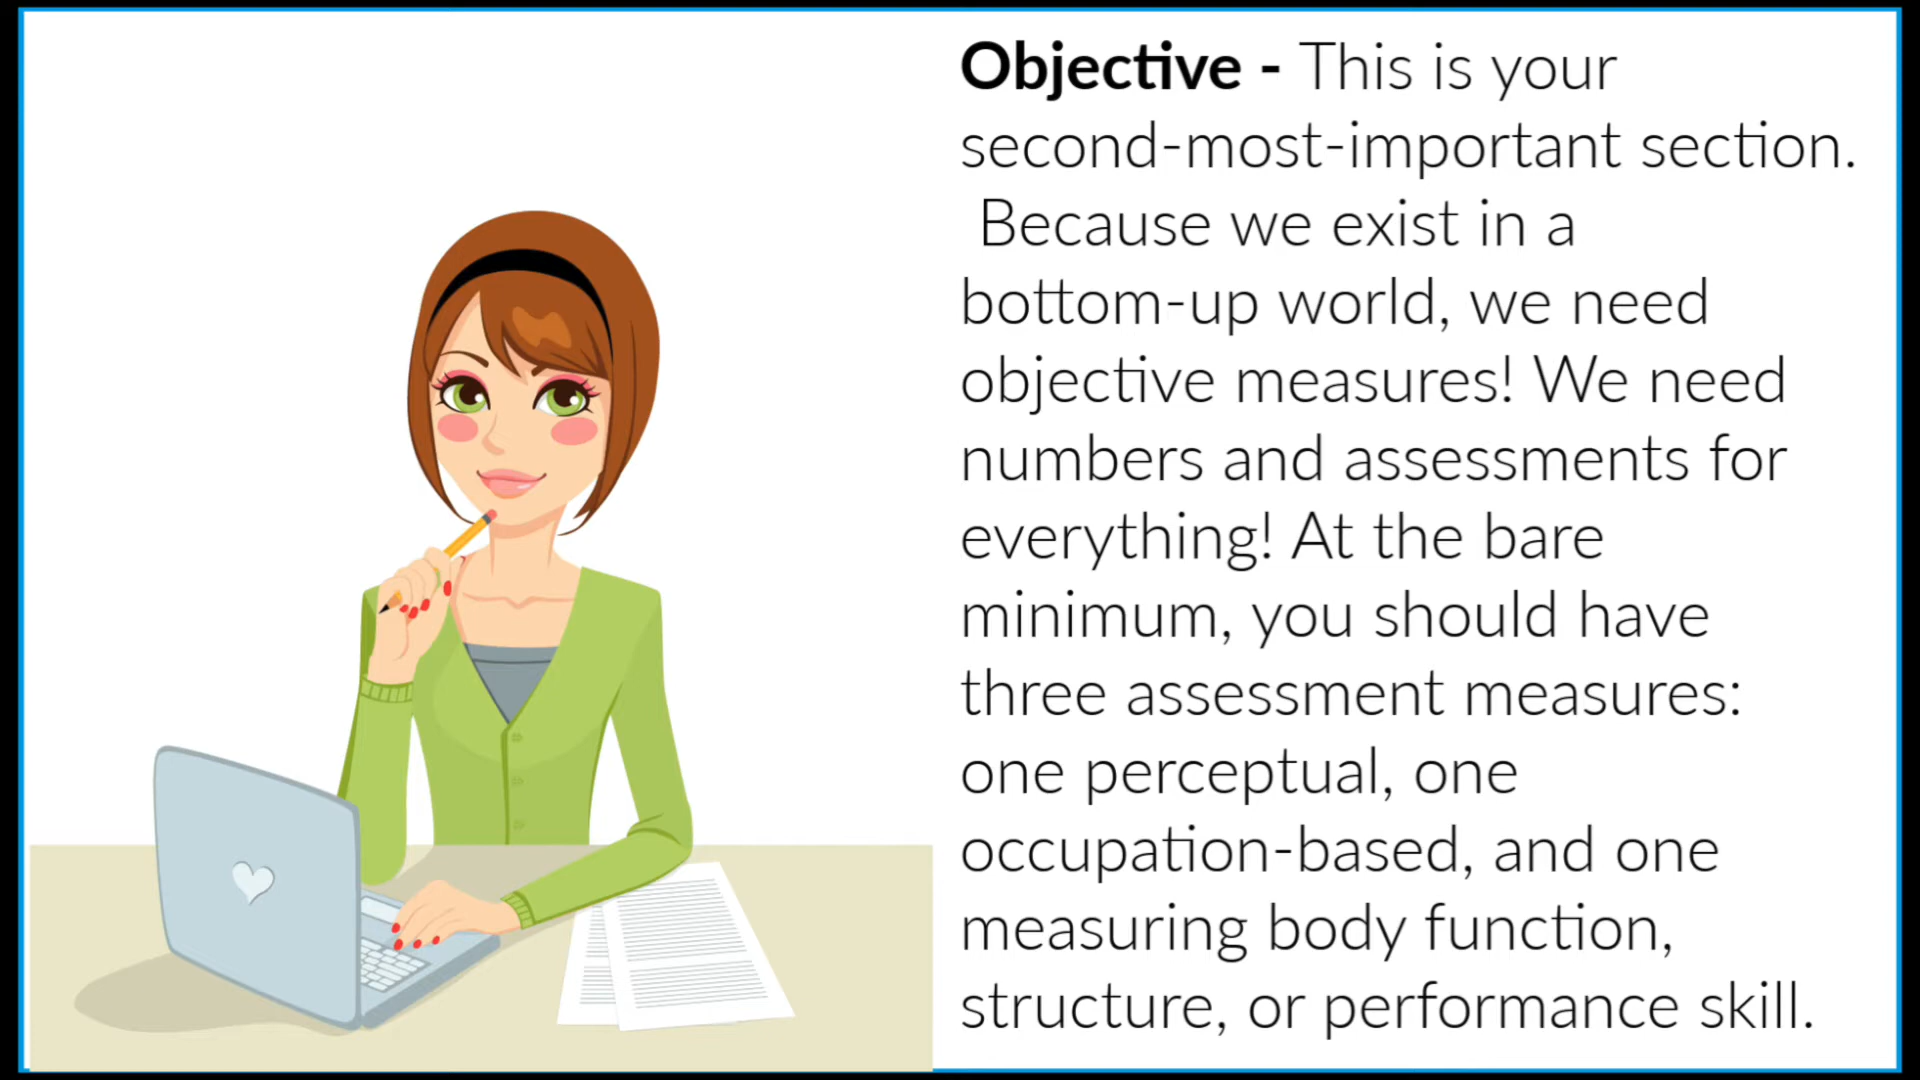 Objective - This is your
second-most-important section.
Because we exist in a
bottom-up world, we need
objective measures! We need
numbers and assessments for
everything! At the bare
minimum, you should have
three assessment measures:
one perceptual, one
occupation-based, and one
measuring body function,
structure, or performance skill.